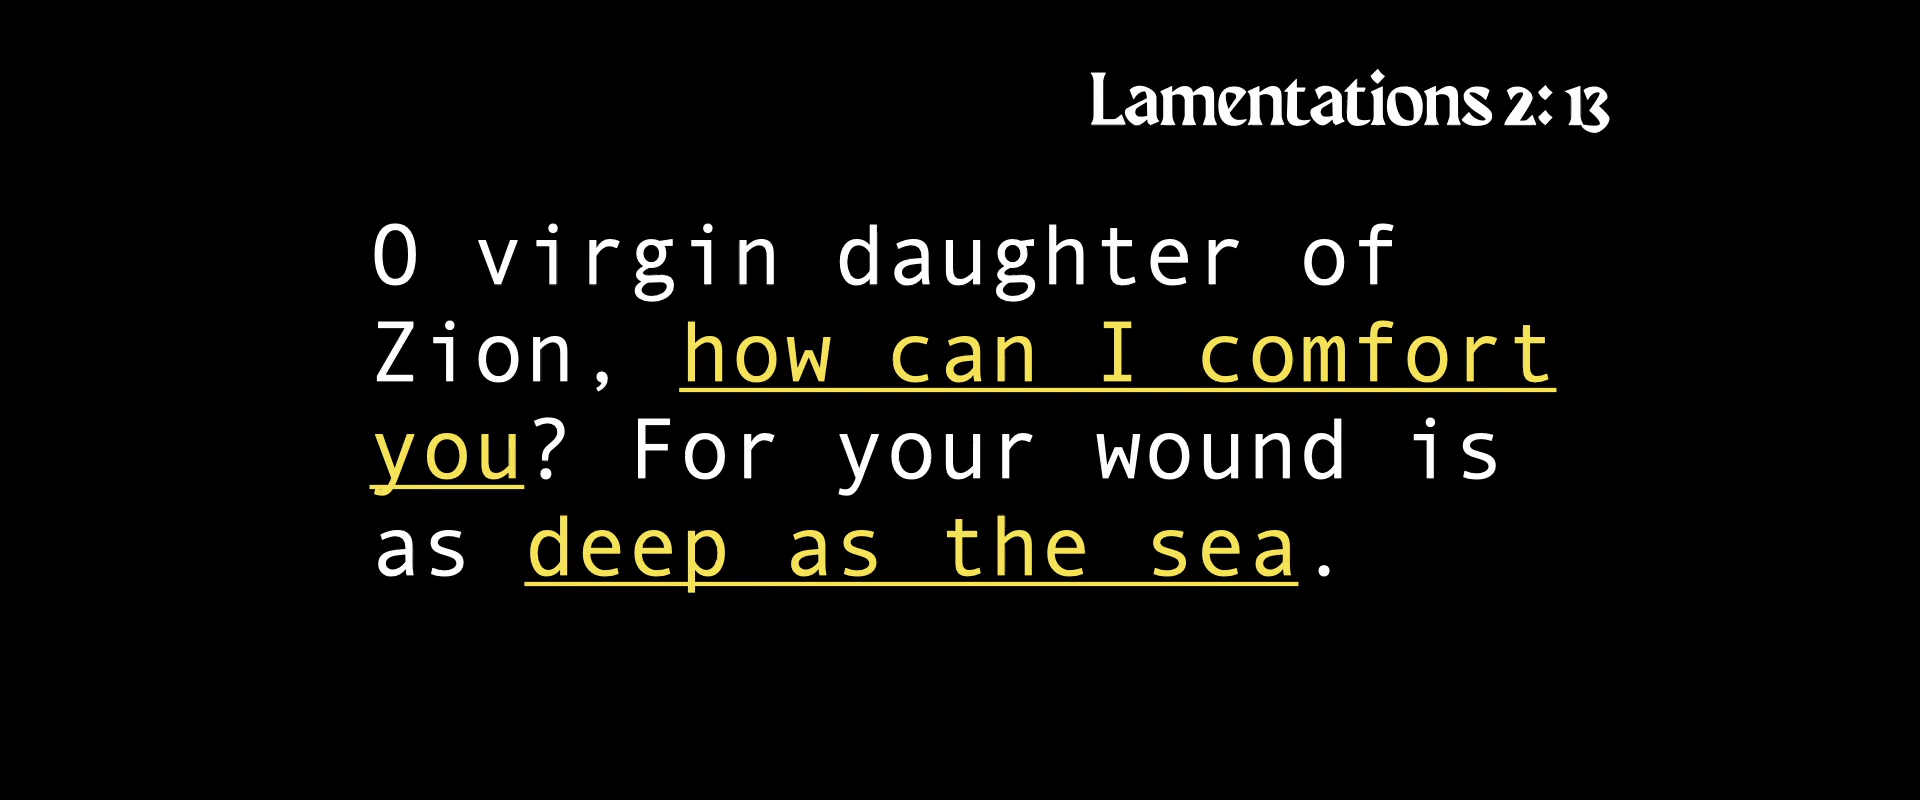 Lamentations 2: 13
O virgin daughter of
Zion, how can I comfort
you? For your wound is
as deep as the sea.